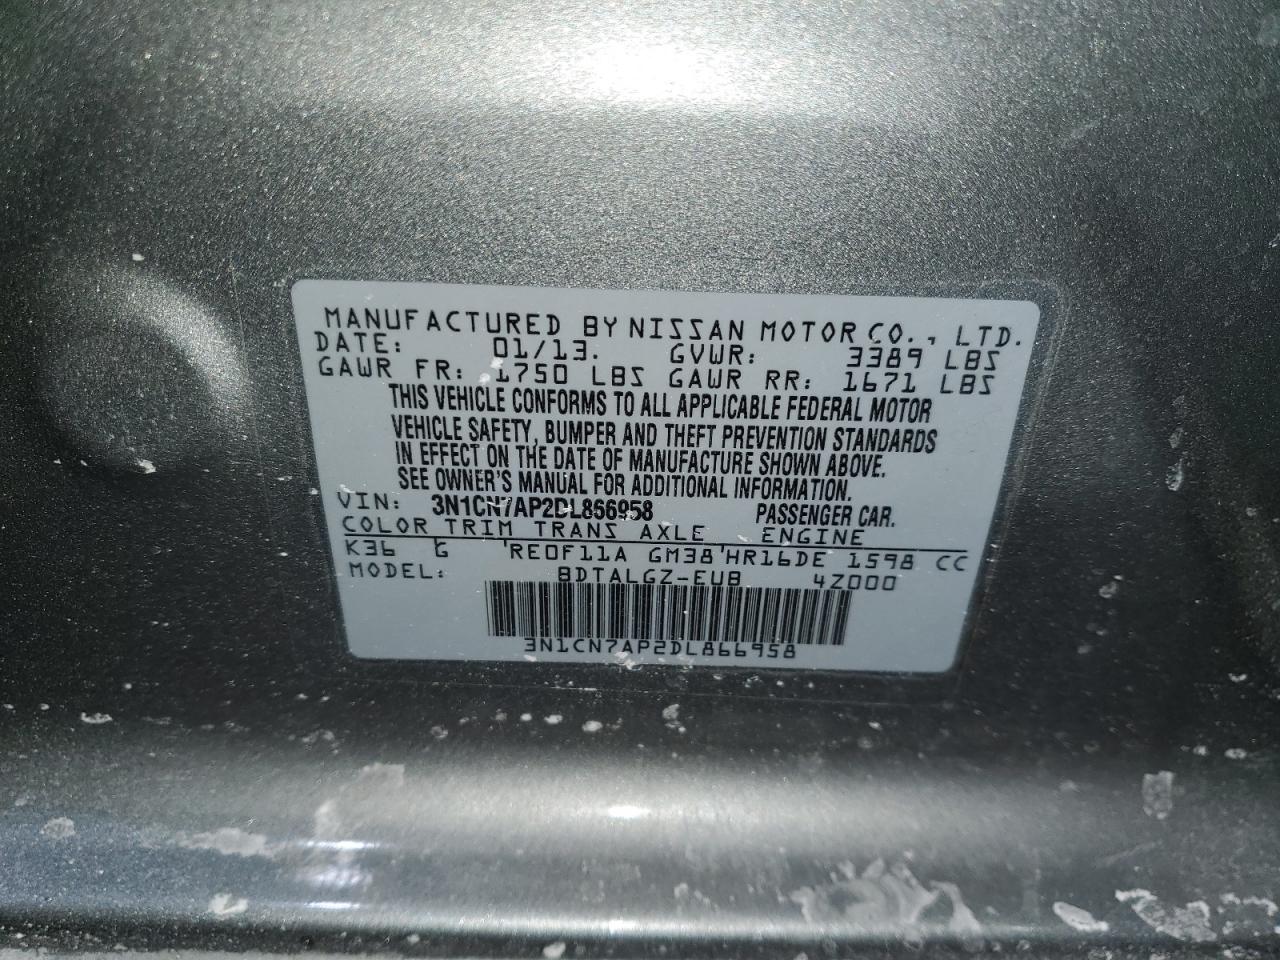 MANUFACTURED BY NISSAN MOTOR CO., LTD.
DATE: 01/13. GVWR: 3389 LBS
GAWR FR: 1750 LBS GAWR RR: 1671 LBS
THIS VEHICLE CONFORMS TO ALL APPLICABLE FEDERAL MOTOR
VEHICLE SAFETY, BUMPER AND THEFT PREVENTION STANDARDS
IN EFFECT ON THE DATE OF MANUFACTURE SHOWN ABOVE.
SEE OWNER'S MANUAL FOR ADDITIONAL INFORMATION.
VIN: 3N1CN7AP2DL866958 PASSENGER CAR.
COLOR TRIM TRANS AXLE ENGINE
K36 G 'RE0F11A GM38'HR16DE 1598 CC
MODEL: BDTALGZ-EUB 4Z000
3N1CN7AP2DL866958